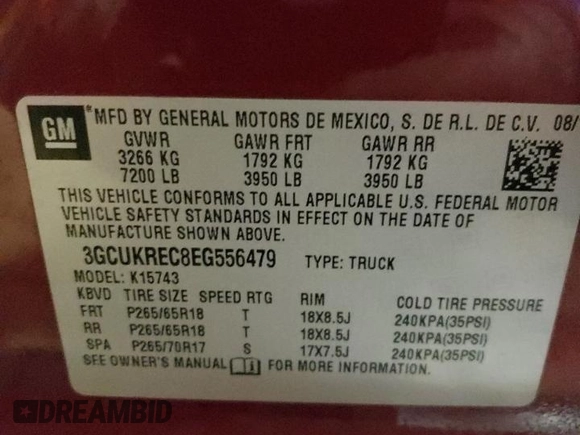 GM
*MFD BY GENERAL MOTORS DE MEXICO, S. DE R.L. DE C.V. 08/
GVWR GAWR FRT GAWR RR
3266 KG 1792 KG 1792 KG
7200 LB 3950 LB 3950 LB
THIS VEHICLE CONFORMS TO ALL APPLICABLE U.S. FEDERAL MOTOR
VEHICLE SAFETY STANDARDS IN EFFECT ON THE DATE OF
MANUFACTURE SHOWN ABOVE.
3GCUKREC8EG556479 TYPE: TRUCK
MODEL: K15743
KBVD TIRE SIZE SPEED RTG RIM COLD TIRE PRESSURE
FRT P265/65R18 T 18X8.5J 240KPA(35PSI)
RR P265/65R18 T 18X8.5J 240KPA(35PSI)
SPA P265/70R17 S 17X7.5J 240KPA(35PSI)
SEE OWNER'S MANUAL FOR MORE INFORMATION.
DREAMBID